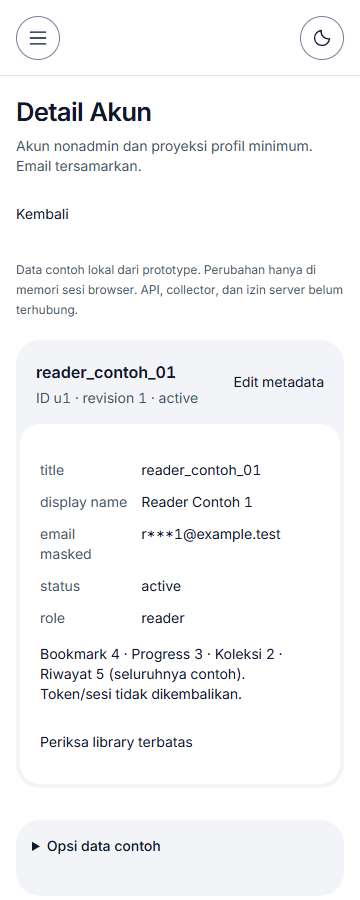 Detail Akun
Akun nonadmin dan proyeksi profil minimum.
Email tersamarkan.
Kembali
Data contoh lokal dari prototype. Perubahan hanya di
memori sesi browser. API, collector, dan izin server belum
terhubung.
reader_contoh_01
ID u1 · revision 1 · active
Edit metadata
title reader_contoh_01
display name Reader Contoh 1
email masked r***1@example.test
status active
role reader
Bookmark 4 · Progress 3 · Koleksi 2 ·
Riwayat 5 (seluruhnya contoh).
Token/sesi tidak dikembalikan.
Periksa library terbatas
Opsi data contoh